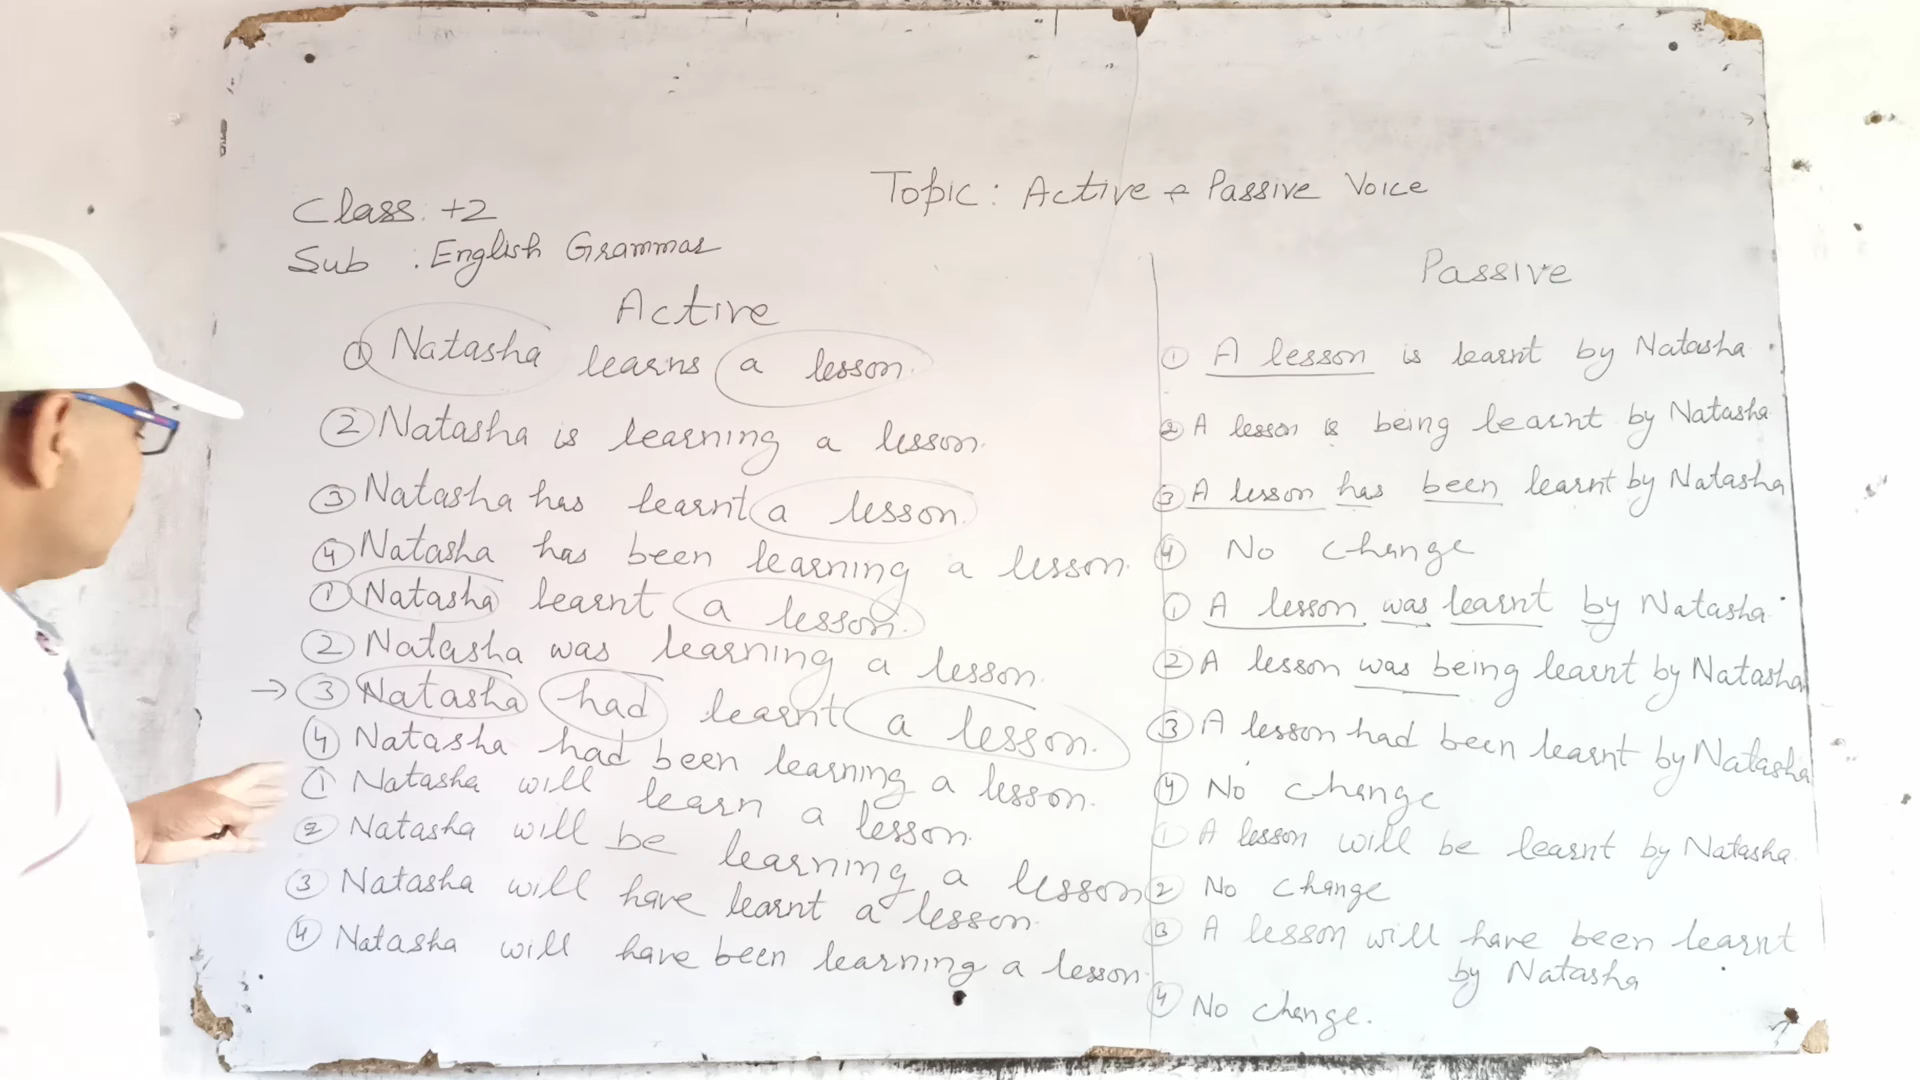 Topic: Active & Passive Voice
Class: +2
Sub : English Grammar
Active
① Natasha learns a lesson.
② Natasha is learning a lesson.
③ Natasha has learnt a lesson.
④ Natasha has been learning a lesson.
① Natasha learnt a lesson.
② Natasha was learning a lesson.
→ ③ Natasha had learnt a lesson.
④ Natasha had been learning a lesson.
① Natasha will learn a lesson.
② Natasha will be learning a lesson
③ Natasha will have learnt a lesson.
④ Natasha will have been learning a lesson.
Passive
① A lesson is learnt by Natasha.
② A lesson is being learnt by Natasha
③ A lesson has been learnt by Natasha
④ No change
① A lesson was learnt by Natasha.
② A lesson was being learnt by Natasha
③ A lesson had been learnt by Natasha
④ No change
① A lesson will be learnt by Natasha.
② No change
③ A lesson will have been learnt
by Natasha
④ No change.